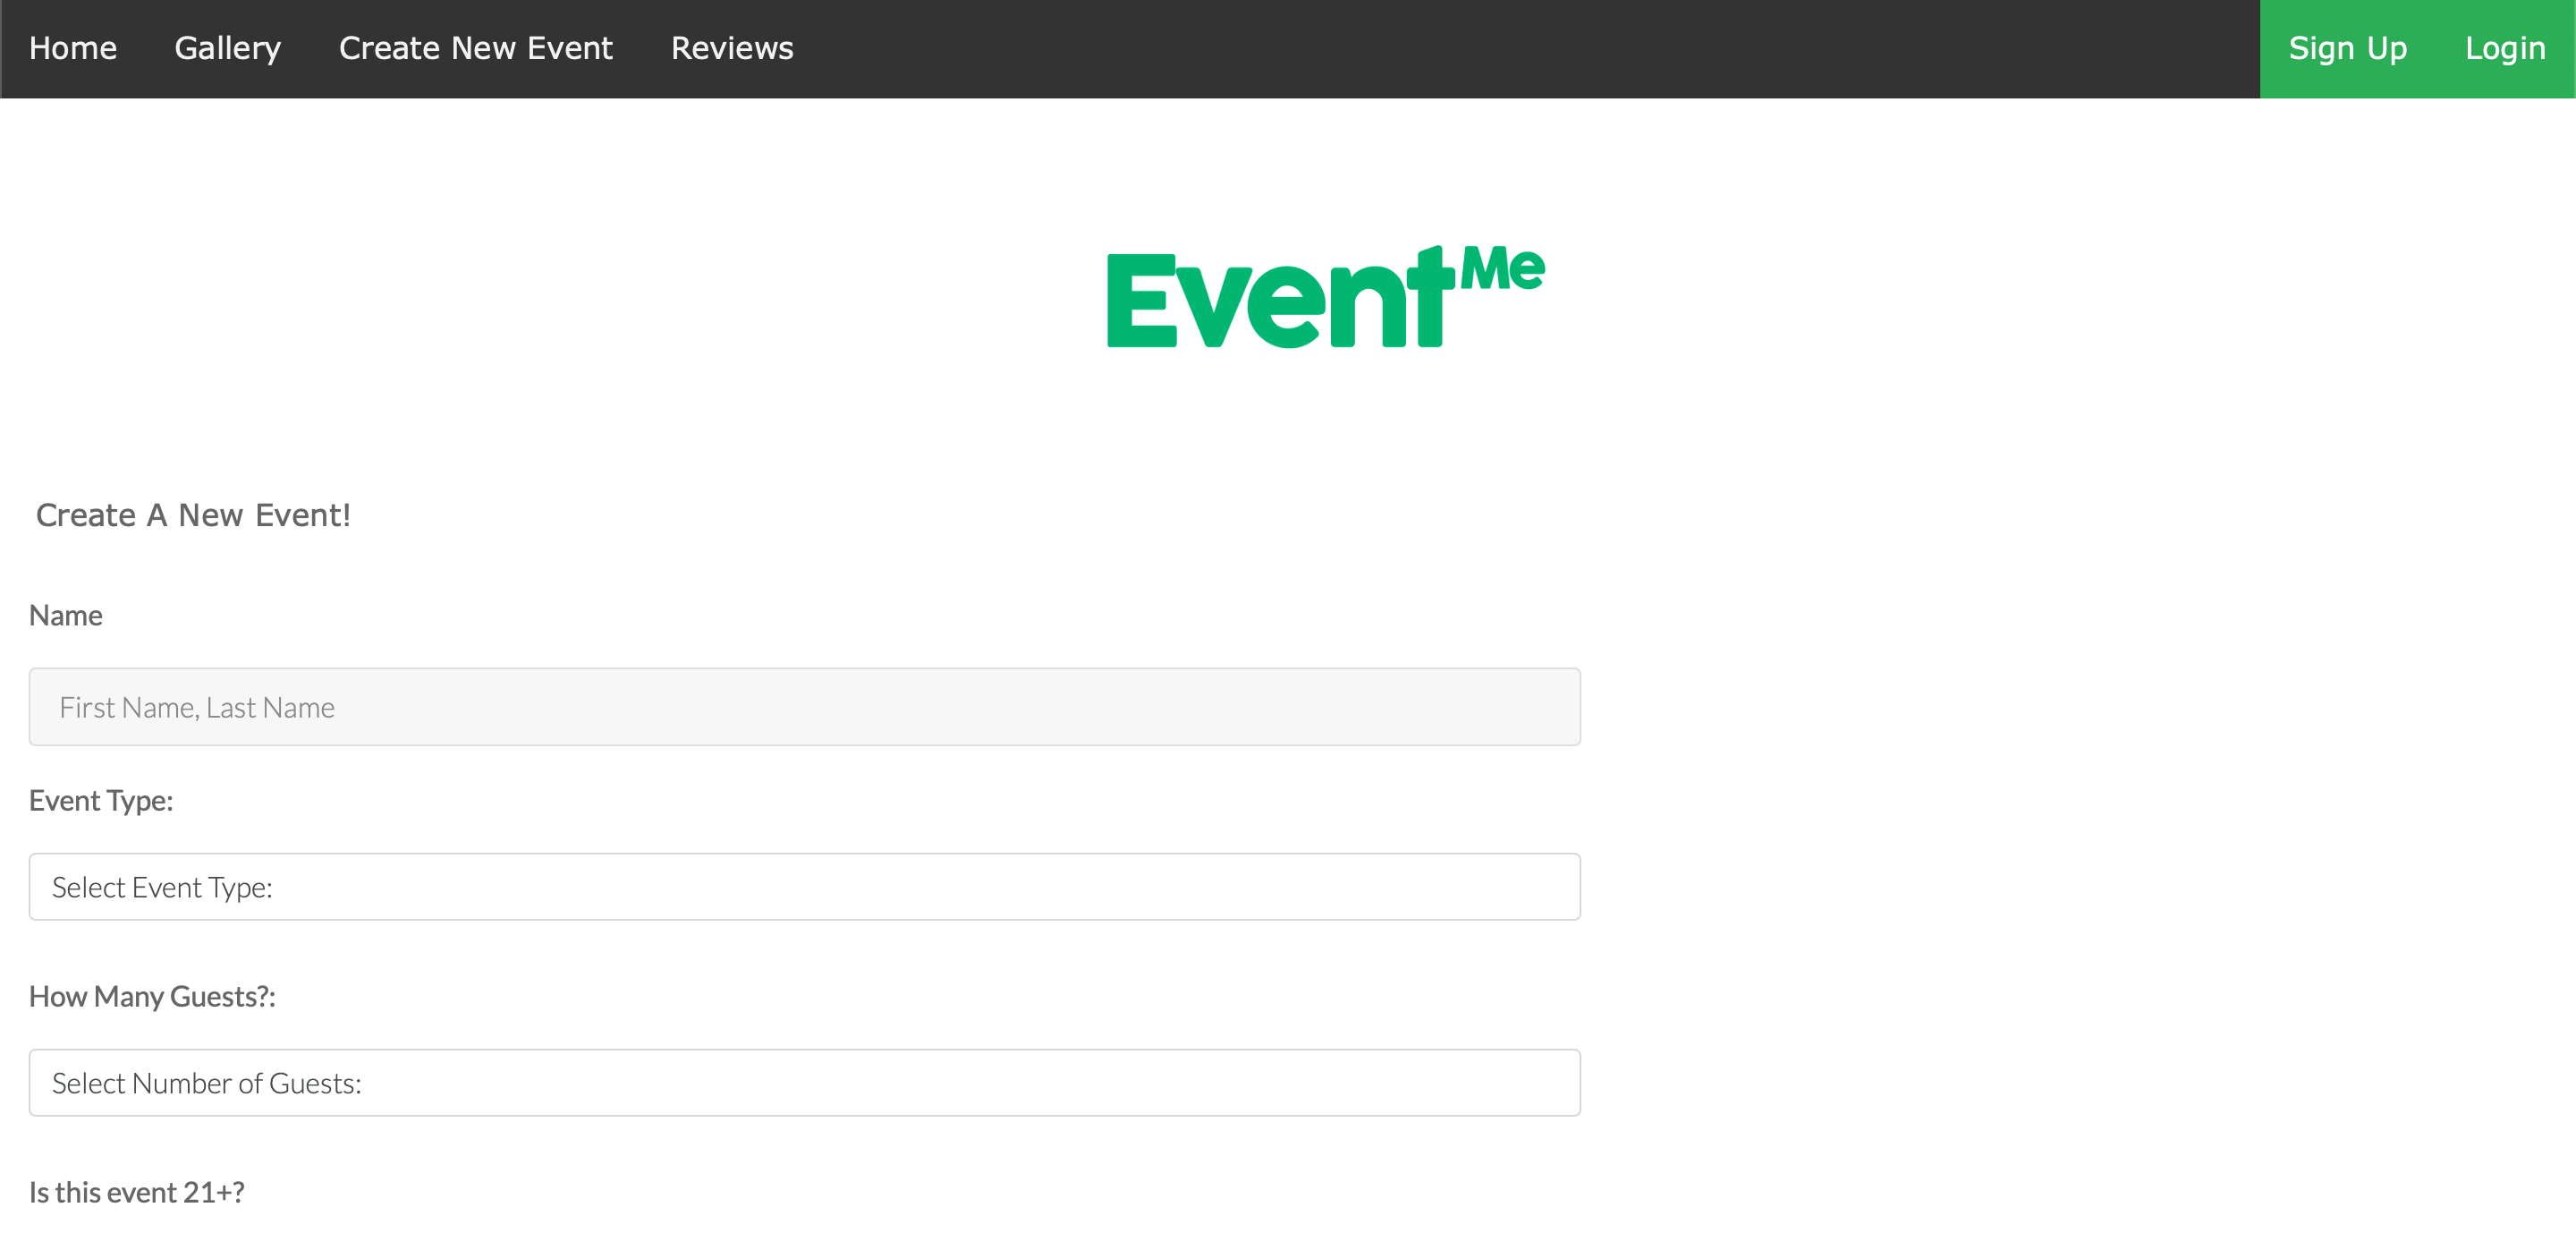 Home Gallery Create New Event Reviews Sign Up Login
EventMe
Create A New Event!
Name
First Name, Last Name
Event Type:
Select Event Type:
How Many Guests?:
Select Number of Guests:
Is this event 21+?